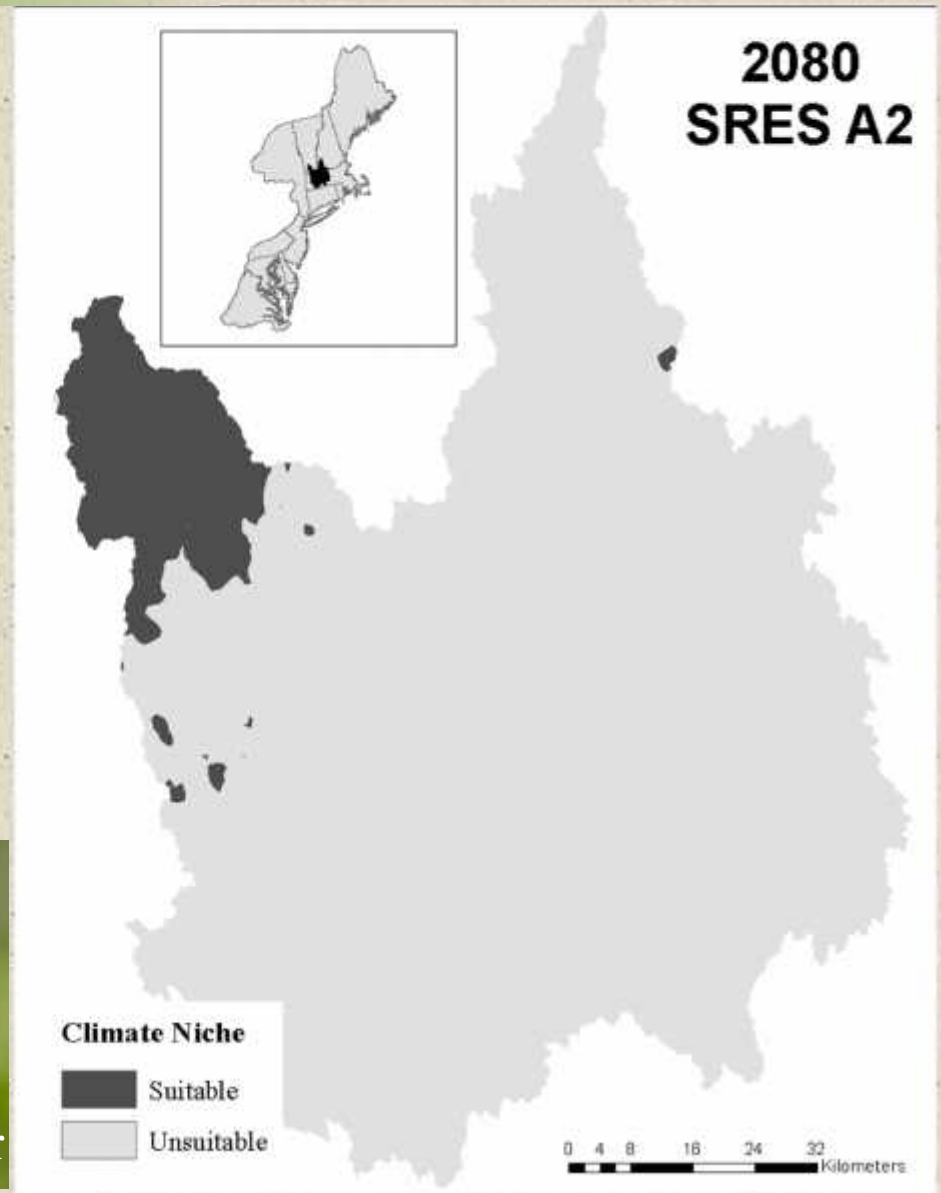 2080
SRES A2
Climate Niche
Suitable
Unsuitable
0 4 8 16 24 32
Kilometers